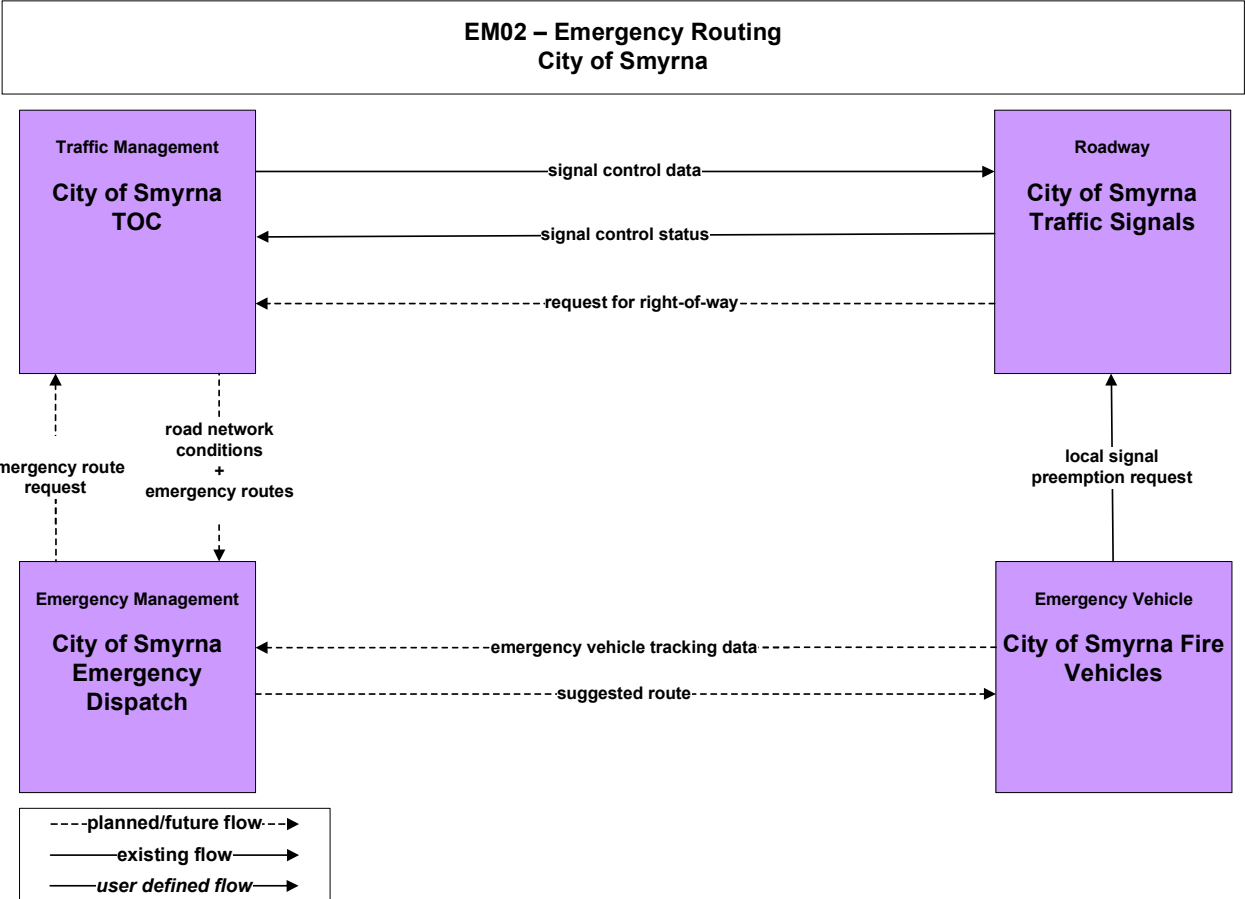 EM02 – Emergency Routing
City of Smyrna
Traffic Management
City of Smyrna
TOC
Roadway
City of Smyrna
Traffic Signals
signal control data
signal control status
request for right-of-way
mergency route
request
road network
conditions
+
emergency routes
local signal
preemption request
Emergency Management
City of Smyrna
Emergency
Dispatch
Emergency Vehicle
City of Smyrna Fire
Vehicles
emergency vehicle tracking data
suggested route
planned/future flow
existing flow
user defined flow